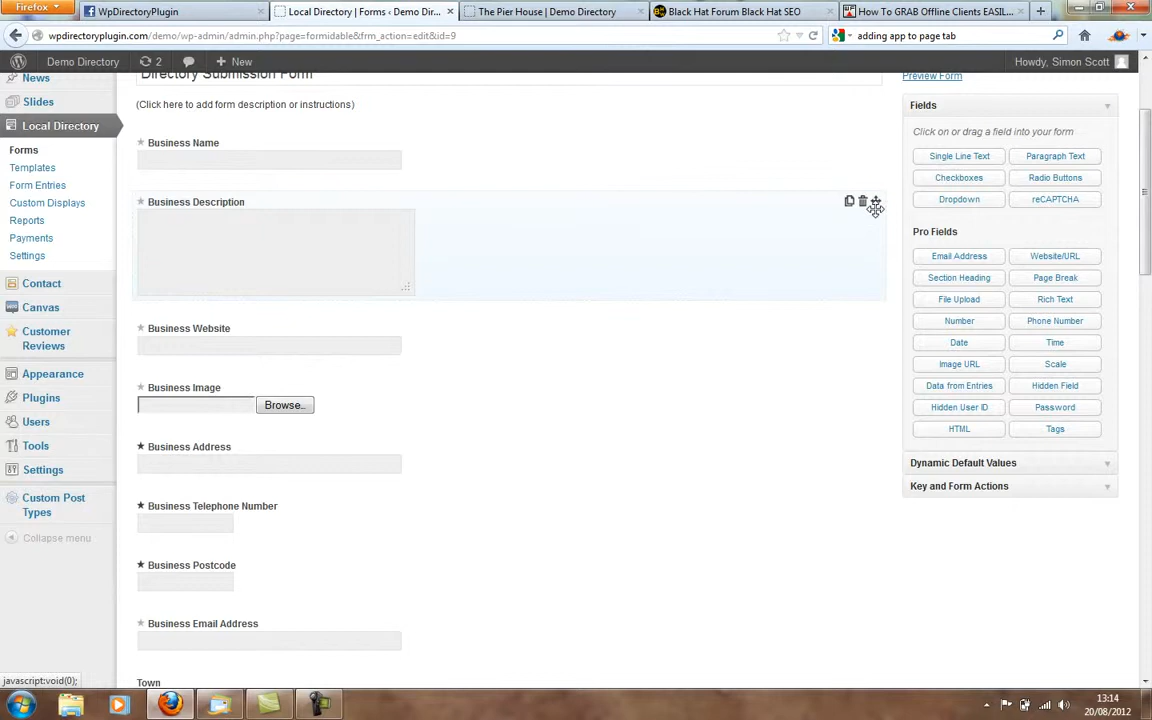 Firefox
WpDirectoryPlugin
Local Directory | Forms ‹ Demo Dir...
The Pier House | Demo Directory
Black Hat Forum Black Hat SEO
How To GRAB Offline Clients EASIL...
wpdirectoryplugin.com/demo/wp-admin/admin.php?page=formidable&frm_action=edit&id=9
adding app to page tab
Demo Directory
2
New
Howdy, Simon Scott
News
Slides
Local Directory
Forms
Templates
Form Entries
Custom Displays
Reports
Payments
Settings
Contact
Canvas
Customer
Reviews
Appearance
Plugins
Users
Tools
Settings
Custom Post
Types
Collapse menu
Directory Submission Form
(Click here to add form description or instructions)
Business Name
Business Description
Business Website
Business Image
Browse..
Business Address
Business Telephone Number
Business Postcode
Business Email Address
Town
Preview Form
Fields
Click on or drag a field into your form
Single Line Text
Paragraph Text
Checkboxes
Radio Buttons
Dropdown
reCAPTCHA
Pro Fields
Email Address
Website/URL
Section Heading
Page Break
File Upload
Rich Text
Number
Phone Number
Date
Time
Image URL
Scale
Data from Entries
Hidden Field
Hidden User ID
Password
HTML
Tags
Dynamic Default Values
Key and Form Actions
javascript:void(0);
13:14
20/08/2012